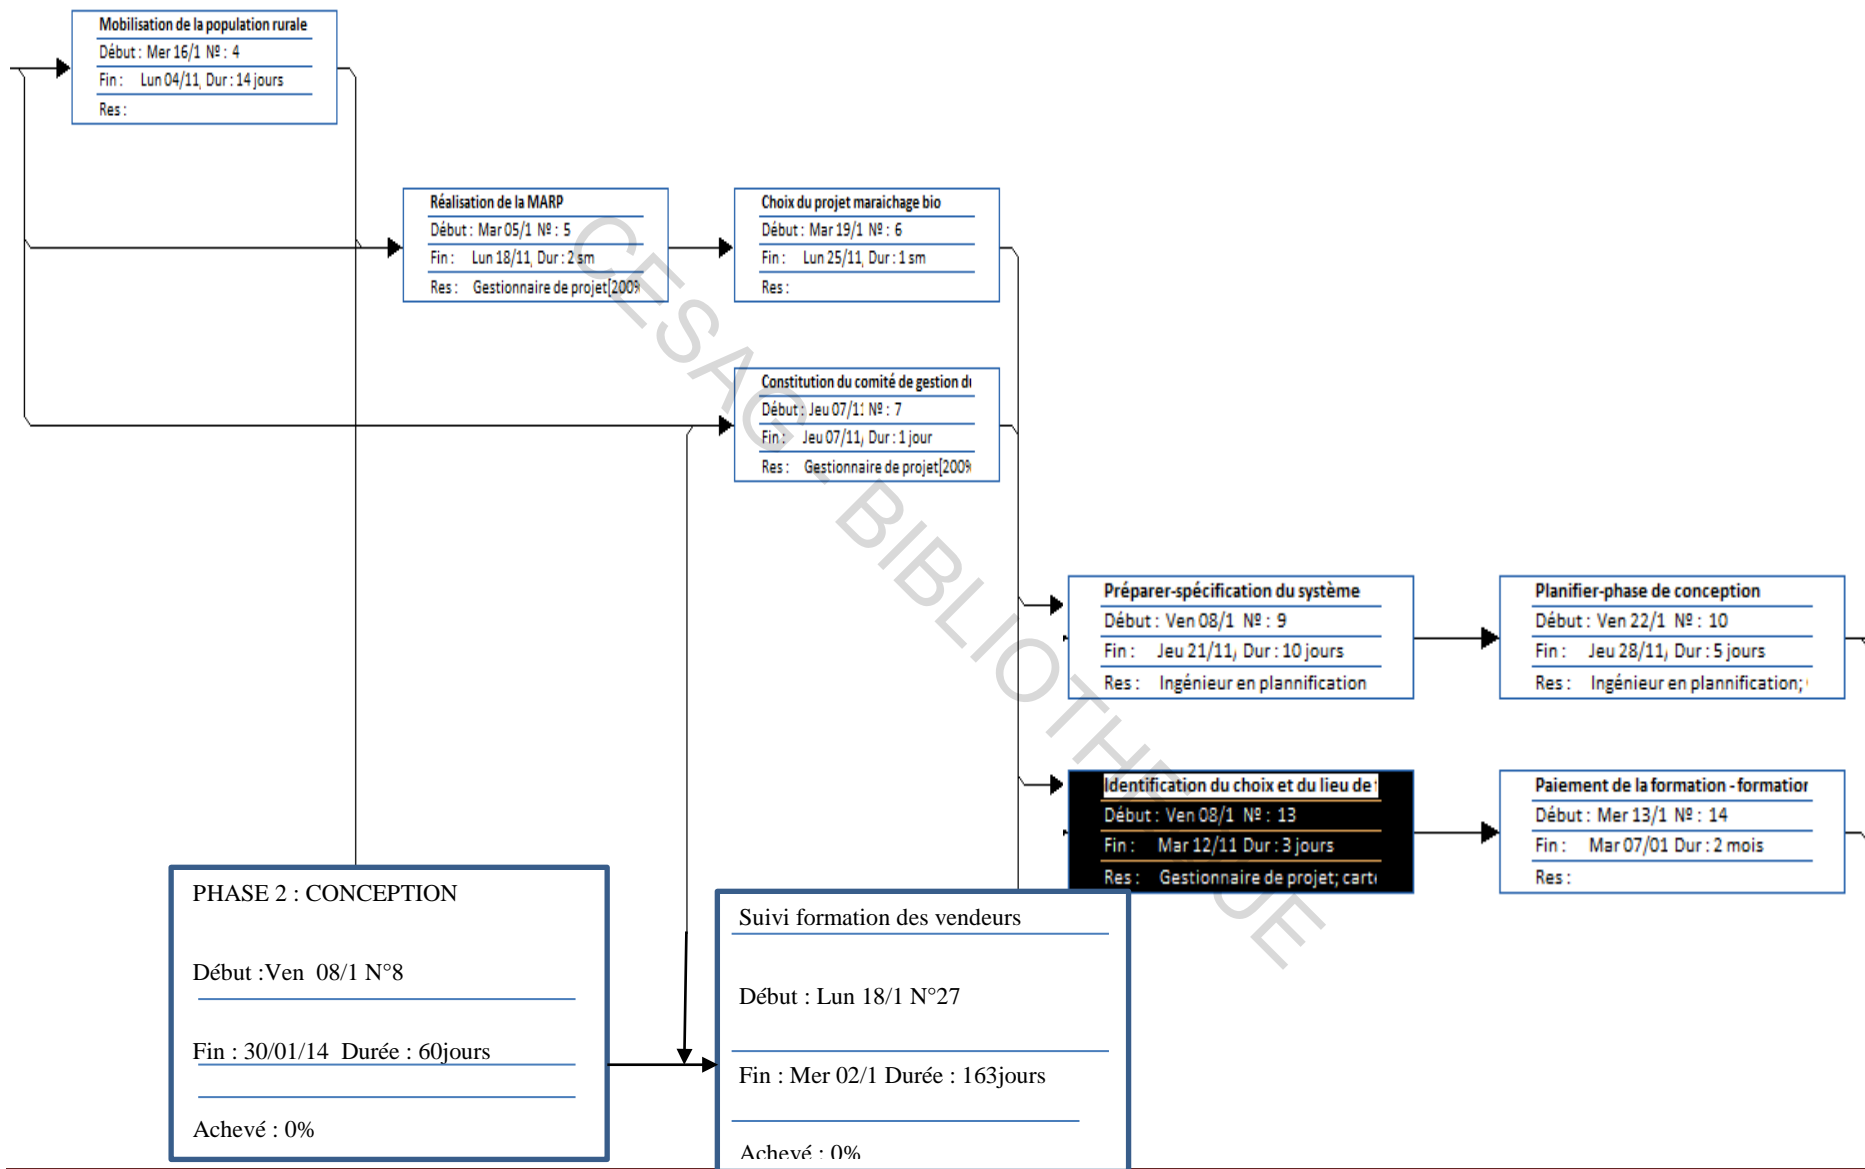 Mobilisation de la population rurale
Début : Mer 16/1 Nº : 4
Fin : Lun 04/11, Dur : 14 jours
Res :
Réalisation de la MARP
Début : Mar 05/1 Nº : 5
Fin : Lun 18/11, Dur : 2 sm
Res : Gestionnaire de projet[200%
Choix du projet maraichage bio
Début : Mar 19/1 Nº : 6
Fin : Lun 25/11, Dur : 1 sm
Res :
Constitution du comité de gestion du
Début : Jeu 07/11 Nº : 7
Fin : Jeu 07/11, Dur : 1 jour
Res : Gestionnaire de projet[200%
Préparer-spécification du système
Début : Ven 08/1 Nº : 9
Fin : Jeu 21/11, Dur : 10 jours
Res : Ingénieur en plannification
Planifier-phase de conception
Début : Ven 22/1 Nº : 10
Fin : Jeu 28/11, Dur : 5 jours
Res : Ingénieur en plannification;
Identification du choix et du lieu de
Début : Ven 08/1 Nº : 13
Fin : Mar 12/11 Dur : 3 jours
Res : Gestionnaire de projet; carte
Paiement de la formation - formation
Début : Mer 13/1 Nº : 14
Fin : Mar 07/01 Dur : 2 mois
Res :
PHASE 2 : CONCEPTION
Début :Ven 08/1 N°8
Fin : 30/01/14 Durée : 60jours
Achevé : 0%
Suivi formation des vendeurs
Début : Lun 18/1 N°27
Fin : Mer 02/1 Durée : 163jours
Achevé : 0%
CESAG - BIBLIOTHEQUE